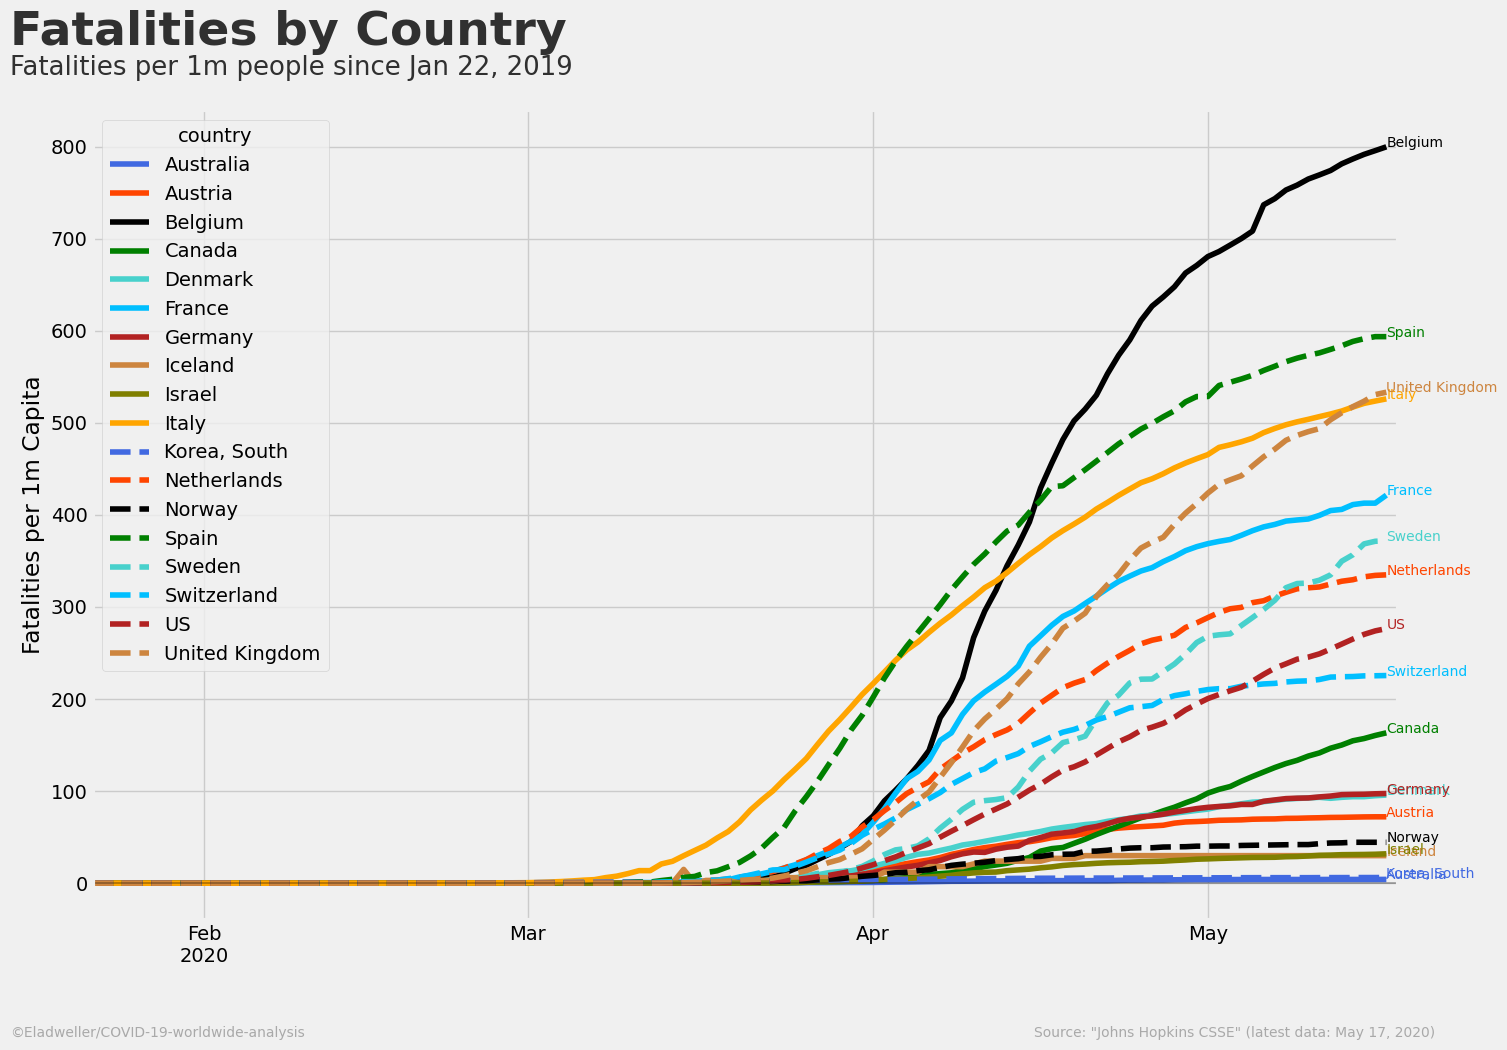 Fatalities by Country
Fatalities per 1m people since Jan 22, 2019
country
Australia
Austria
Belgium
Canada
Denmark
France
Germany
Iceland
Israel
Italy
Korea, South
Netherlands
Norway
Spain
Sweden
Switzerland
US
United Kingdom
Fatalities per 1m Capita
800
700
600
500
400
300
200
100
0
Belgium
Spain
United Kingdom
Italy
France
Sweden
Netherlands
US
Switzerland
Canada
Germany
Denmark
Austria
Norway
Israel
Iceland
Korea, South
Australia
Feb
2020
Mar
Apr
May
©Eladweller/COVID-19-worldwide-analysis
Source: "Johns Hopkins CSSE" (latest data: May 17, 2020)